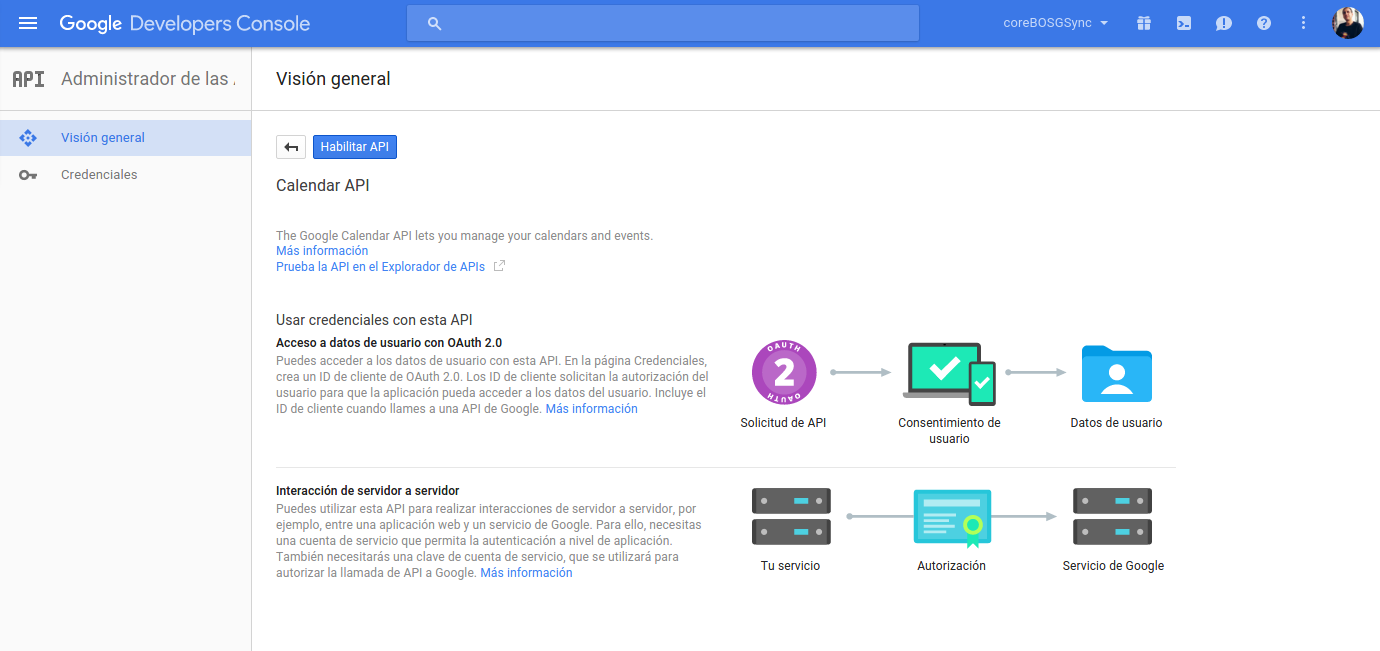 Google Developers Console
coreBOSGSync
API
Administrador de las
Visión general
Visión general
Credenciales
Habilitar API
Calendar API
The Google Calendar API lets you manage your calendars and events.
Más información
Prueba la API en el Explorador de APIs
Usar credenciales con esta API
Acceso a datos de usuario con OAuth 2.0
Puedes acceder a los datos de usuario con esta API. En la página Credenciales,
crea un ID de cliente de OAuth 2.0. Los ID de cliente solicitan la autorización del
usuario para que la aplicación pueda acceder a los datos del usuario. Incluye el
ID de cliente cuando llames a una API de Google. Más información
OAUTH
2
OAUTH
Solicitud de API
Consentimiento de
usuario
Datos de usuario
Interacción de servidor a servidor
Puedes utilizar esta API para realizar interacciones de servidor a servidor, por
ejemplo, entre una aplicación web y un servicio de Google. Para ello, necesitas
una cuenta de servicio que permita la autenticación a nivel de aplicación.
También necesitarás una clave de cuenta de servicio, que se utilizará para
autorizar la llamada de API a Google. Más información
Tu servicio
Autorización
Servicio de Google